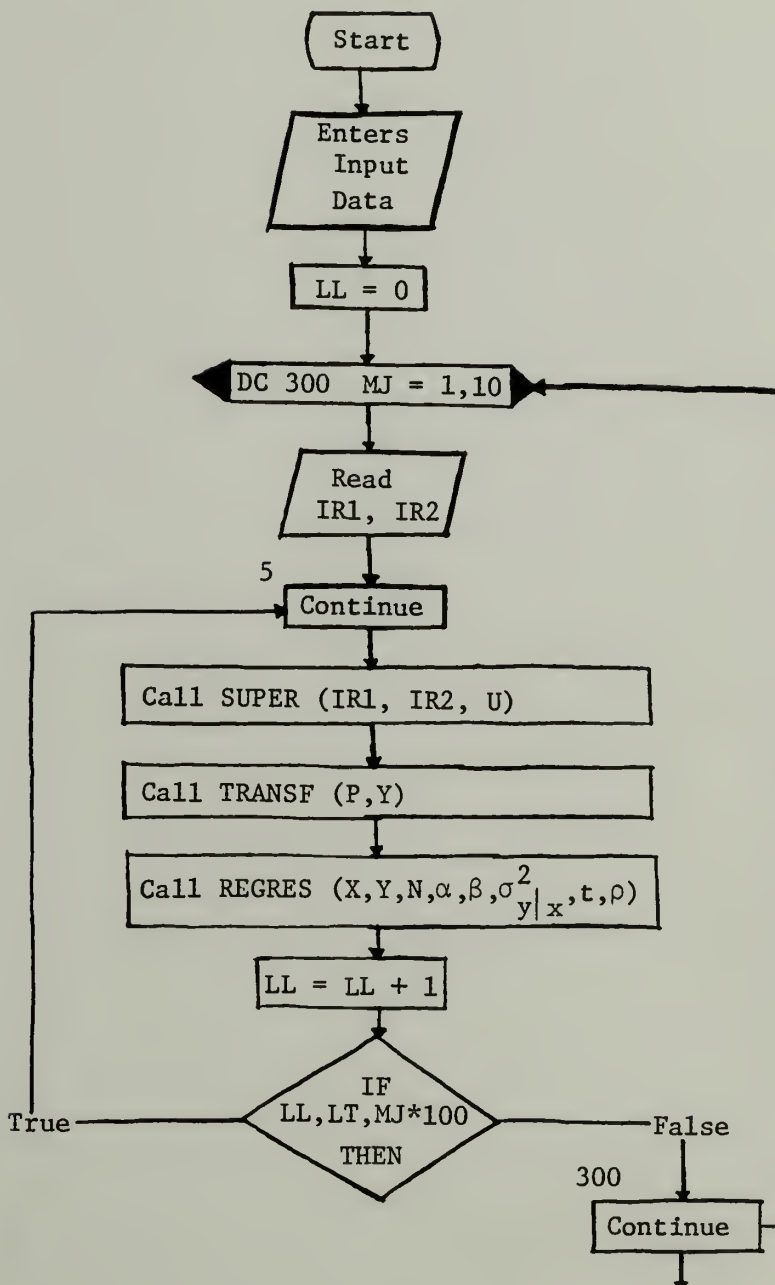 Start
Enters
Input
Data
LL = 0
DC 300 MJ = 1,10
Read
IR1, IR2
5
Continue
Call SUPER (IR1, IR2, U)
Call TRANSF (P,Y)
Call REGRES (X,Y,N,α,β,σ²y|x,t,ρ)
LL = LL + 1
IF
LL,LT,MJ*100
THEN
True
False
300
Continue